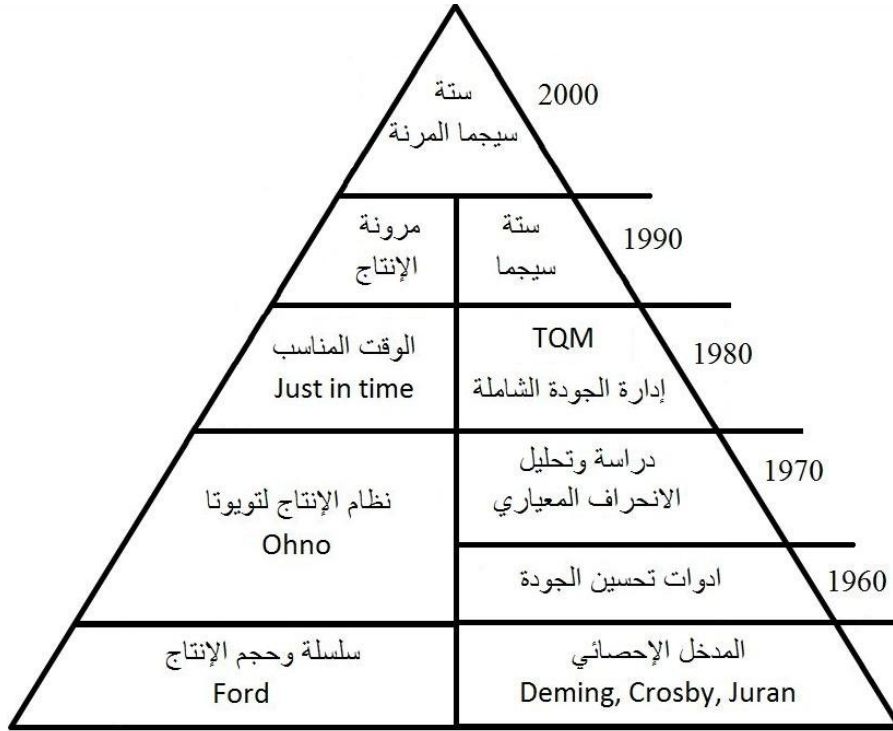 ستة
سيجما المرنة
2000
مرونة
الإنتاج
ستة
سيجما
1990
الوقت المناسب
Just in time
TQM
إدارة الجودة الشاملة
1980
نظام الإنتاج لتويوتا
Ohno
دراسة وتحليل
الانحراف المعياري
1970
ادوات تحسين الجودة
1960
سلسلة وحجم الإنتاج
Ford
المدخل الإحصائي
Deming, Crosby, Juran